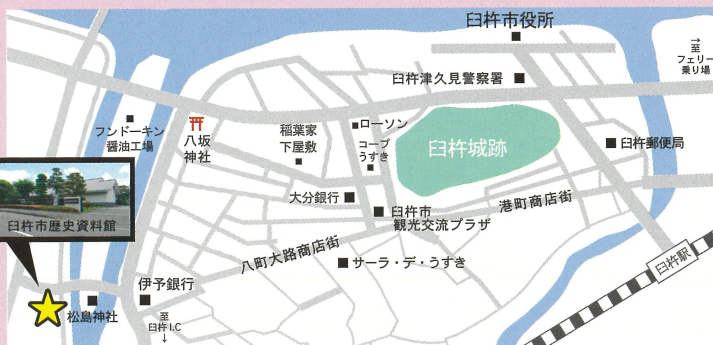 臼杵市役所
→
至
フェリー
乗り場
臼杵津久見警察署
フンドーキン
醤油工場
八坂
神社
稲葉家
下屋敷
ローソン
コープ
うすき
臼杵城跡
臼杵郵便局
臼杵市歴史資料館
大分銀行
臼杵市
観光交流プラザ
港町商店街
八町大路商店街
サーラ・デ・うすき
臼杵駅
伊予銀行
松島神社
至
臼杵I.C
↓